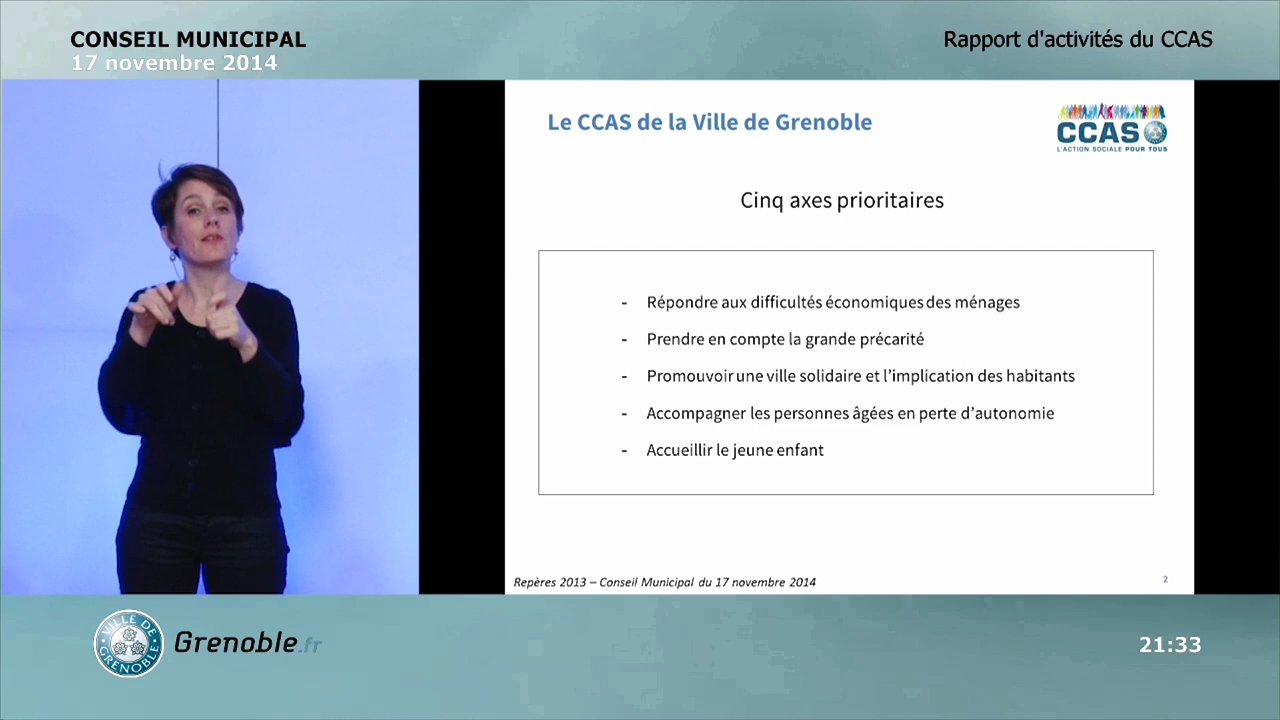 CONSEIL MUNICIPAL
17 novembre 2014
Rapport d'activités du CCAS
Le CCAS de la Ville de Grenoble
CCAS
L'ACTION SOCIALE POUR TOUS
Cinq axes prioritaires
- Répondre aux difficultés économiques des ménages
- Prendre en compte la grande précarité
- Promouvoir une ville solidaire et l'implication des habitants
- Accompagner les personnes âgées en perte d'autonomie
- Accueillir le jeune enfant
Repères 2013 – Conseil Municipal du 17 novembre 2014
2
VILLE DE GRENOBLE
Grenoble.fr
21:33